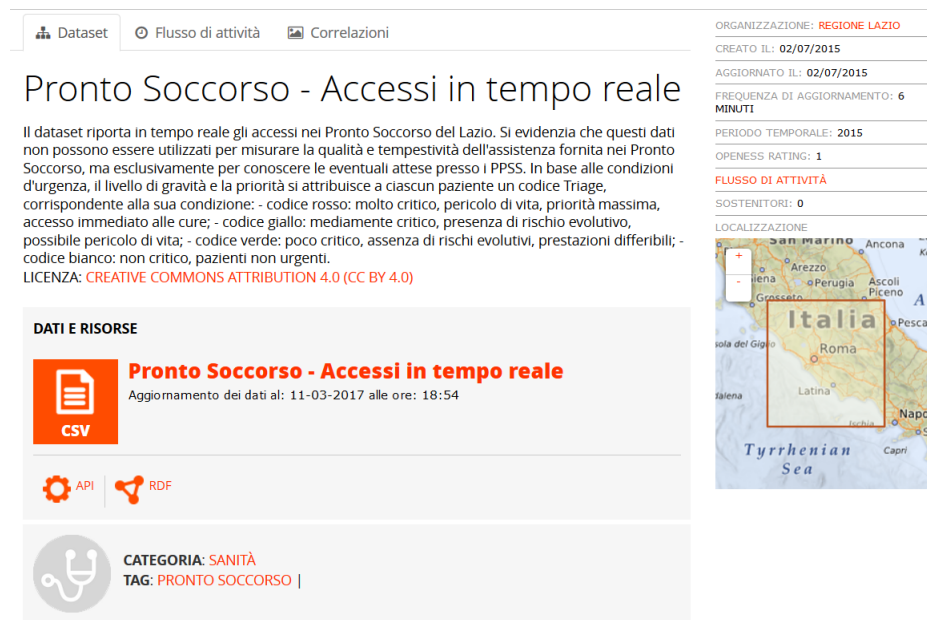 Dataset
Flusso di attività
Correlazioni
Pronto Soccorso - Accessi in tempo reale
Il dataset riporta in tempo reale gli accessi nei Pronto Soccorso del Lazio. Si evidenzia che questi dati
non possono essere utilizzati per misurare la qualità e tempestività dell'assistenza fornita nei Pronto
Soccorso, ma esclusivamente per conoscere le eventuali attese presso i PPSS. In base alle condizioni
d'urgenza, il livello di gravità e la priorità si attribuisce a ciascun paziente un codice Triage,
corrispondente alla sua condizione: - codice rosso: molto critico, pericolo di vita, priorità massima,
accesso immediato alle cure; - codice giallo: mediamente critico, presenza di rischio evolutivo,
possibile pericolo di vita; - codice verde: poco critico, assenza di rischi evolutivi, prestazioni differibili; -
codice bianco: non critico, pazienti non urgenti.
LICENZA: CREATIVE COMMONS ATTRIBUTION 4.0 (CC BY 4.0)
DATI E RISORSE
CSV
Pronto Soccorso - Accessi in tempo reale
Aggiornamento dei dati al: 11-03-2017 alle ore: 18:54
API
RDF
CATEGORIA: SANITÀ
TAG: PRONTO SOCCORSO |
ORGANIZZAZIONE: REGIONE LAZIO
CREATO IL: 02/07/2015
AGGIORNATO IL: 02/07/2015
FREQUENZA DI AGGIORNAMENTO: 6
MINUTI
PERIODO TEMPORALE: 2015
OPENESS RATING: 1
FLUSSO DI ATTIVITÀ
SOSTENITORI: 0
LOCALIZZAZIONE
+
-
San Marino
Ancona
Arezzo
iena
Perugia
Ascoli
Piceno
Grosseto
A
Italia
Pesca
sola del Giglio
Roma
Latina
dalena
Ischia
Napo
Tyrrhenian
Sea
Capri